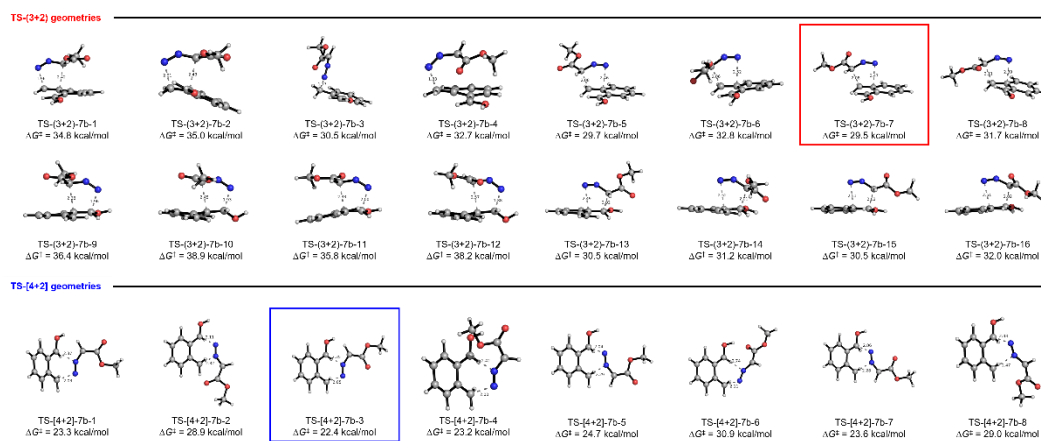 TS-(3+2) geometries
TS-(3+2)-7b-1 TS-(3+2)-7b-2 TS-(3+2)-7b-3 TS-(3+2)-7b-4 TS-(3+2)-7b-5 TS-(3+2)-7b-6 TS-(3+2)-7b-7 TS-(3+2)-7b-8
ΔG‡ = 34.8 kcal/mol ΔG‡ = 35.0 kcal/mol ΔG‡ = 30.5 kcal/mol ΔG‡ = 32.7 kcal/mol ΔG‡ = 29.7 kcal/mol ΔG‡ = 32.8 kcal/mol ΔG‡ = 29.5 kcal/mol ΔG‡ = 31.7 kcal/mol
TS-(3+2)-7b-9 TS-(3+2)-7b-10 TS-(3+2)-7b-11 TS-(3+2)-7b-12 TS-(3+2)-7b-13 TS-(3+2)-7b-14 TS-(3+2)-7b-15 TS-(3+2)-7b-16
ΔG‡ = 36.4 kcal/mol ΔG‡ = 38.9 kcal/mol ΔG‡ = 35.8 kcal/mol ΔG‡ = 38.2 kcal/mol ΔG‡ = 30.5 kcal/mol ΔG‡ = 31.2 kcal/mol ΔG‡ = 30.5 kcal/mol ΔG‡ = 32.0 kcal/mol
TS-[4+2] geometries
TS-[4+2]-7b-1 TS-[4+2]-7b-2 TS-[4+2]-7b-3 TS-[4+2]-7b-4 TS-[4+2]-7b-5 TS-[4+2]-7b-6 TS-[4+2]-7b-7 TS-[4+2]-7b-8
ΔG‡ = 23.3 kcal/mol ΔG‡ = 28.9 kcal/mol ΔG‡ = 22.4 kcal/mol ΔG‡ = 23.2 kcal/mol ΔG‡ = 24.7 kcal/mol ΔG‡ = 30.9 kcal/mol ΔG‡ = 23.6 kcal/mol ΔG‡ = 29.0 kcal/mol